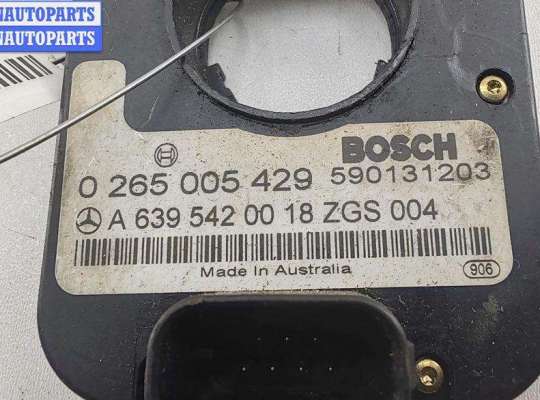 NAUTOPARTS
NAUTOPARTS
BOSCH
0 265 005 429 590131203
A 639 542 00 18 ZGS 004
Made In Australia
906